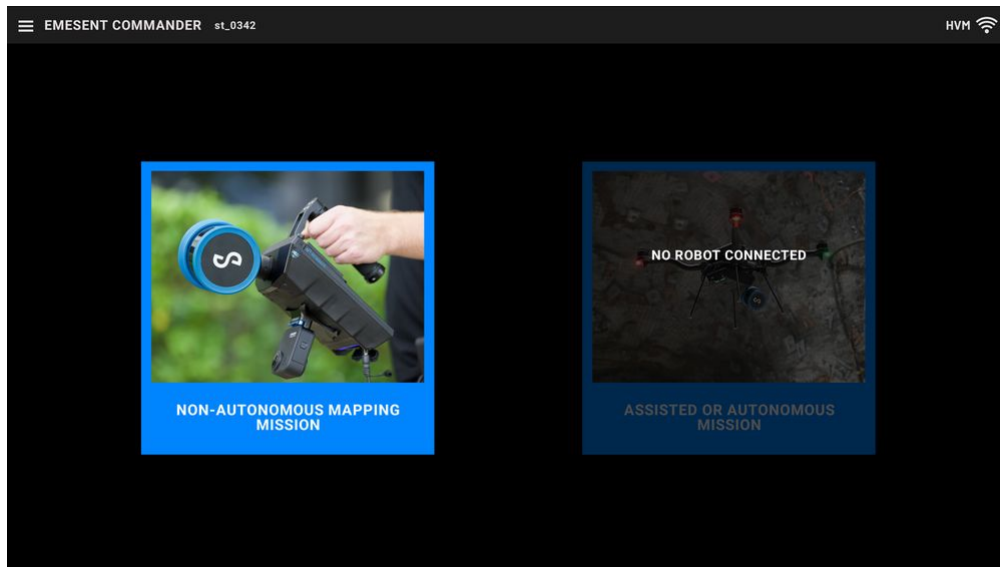 EMESENT COMMANDER st_0342
HVM
NO ROBOT CONNECTED
NON-AUTONOMOUS MAPPING
MISSION
ASSISTED OR AUTONOMOUS
MISSION